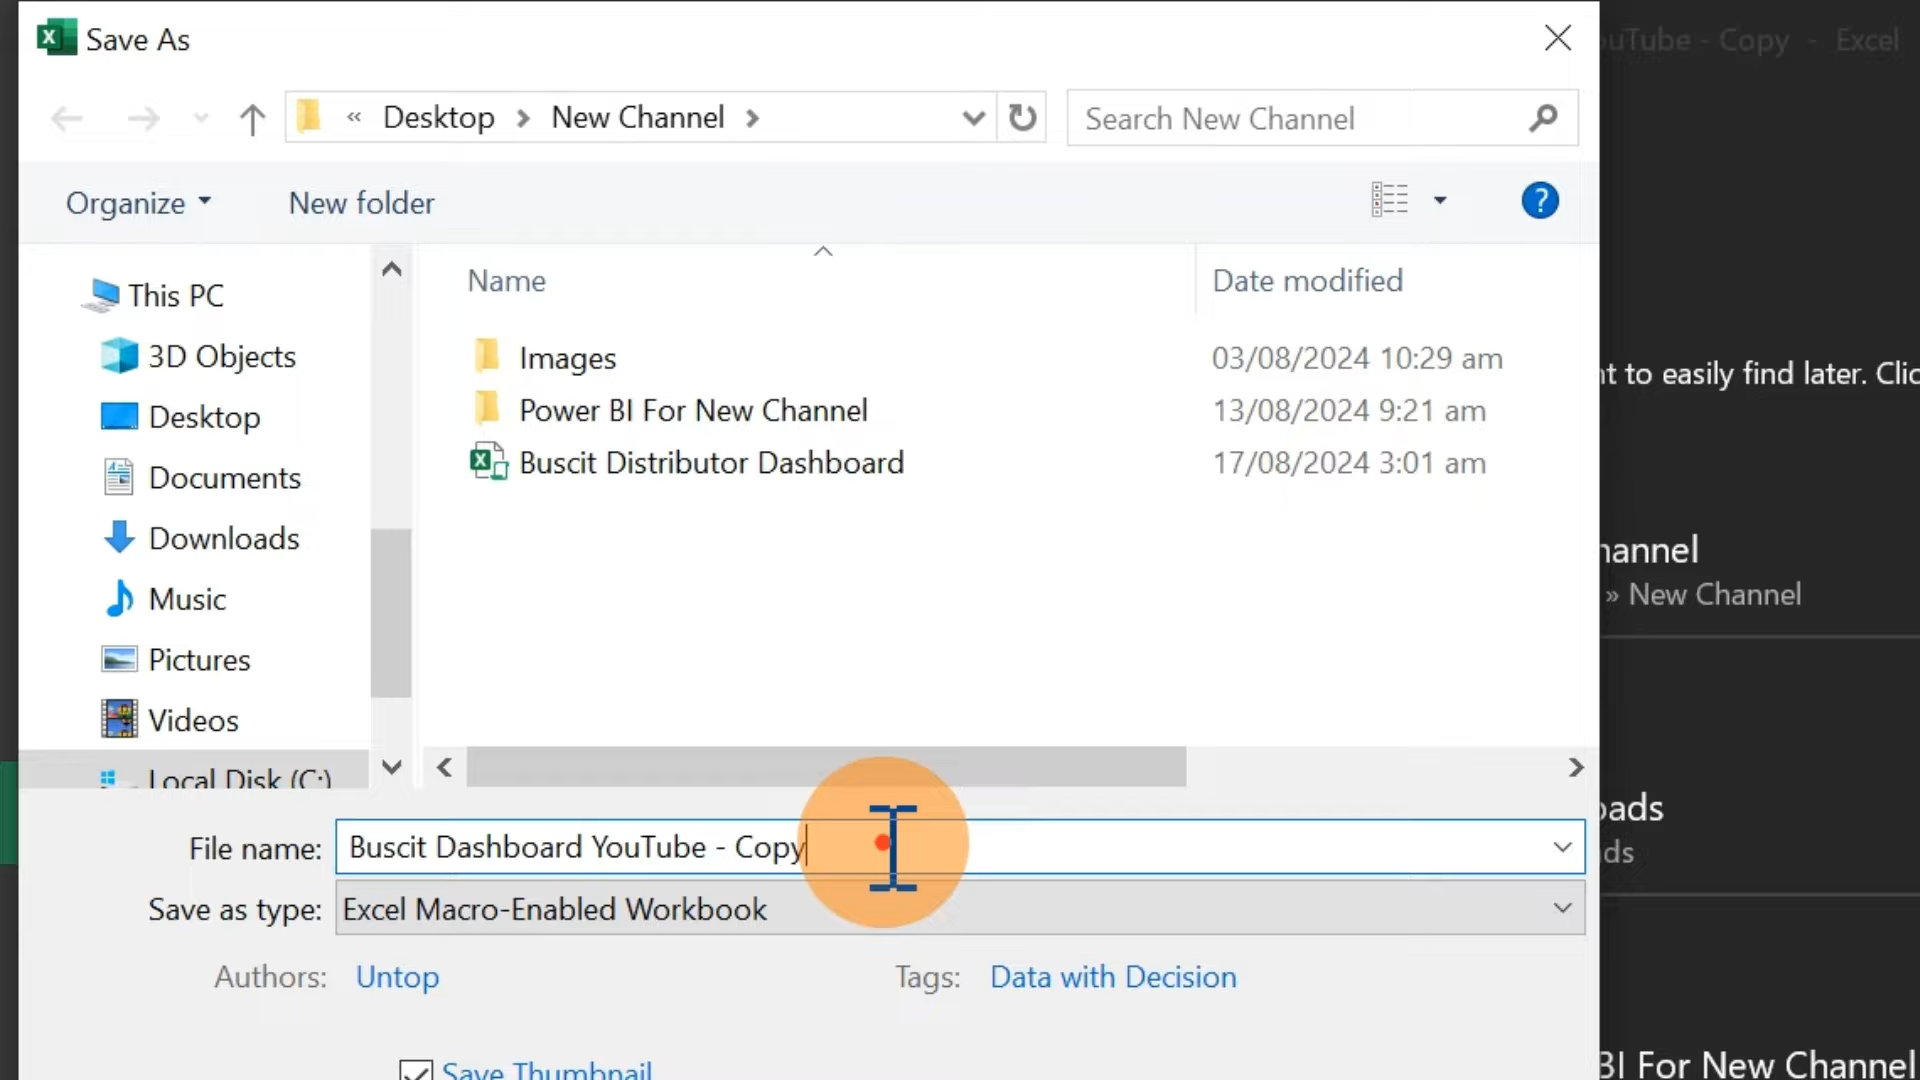 Save As
ouTube - Copy - Excel
« Desktop > New Channel >
Search New Channel
Organize
New folder
?
This PC
3D Objects
Desktop
Documents
Downloads
Music
Pictures
Videos
Local Disk (C:)
Name
Date modified
Images
03/08/2024 10:29 am
Power BI For New Channel
13/08/2024 9:21 am
Buscit Distributor Dashboard
17/08/2024 3:01 am
File name: Buscit Dashboard YouTube - Copy
Save as type: Excel Macro-Enabled Workbook
Authors: Untop
Tags: Data with Decision
Save Thumbnail
nt to easily find later. Clic
hannel
» New Channel
oads
ds
BI For New Channel